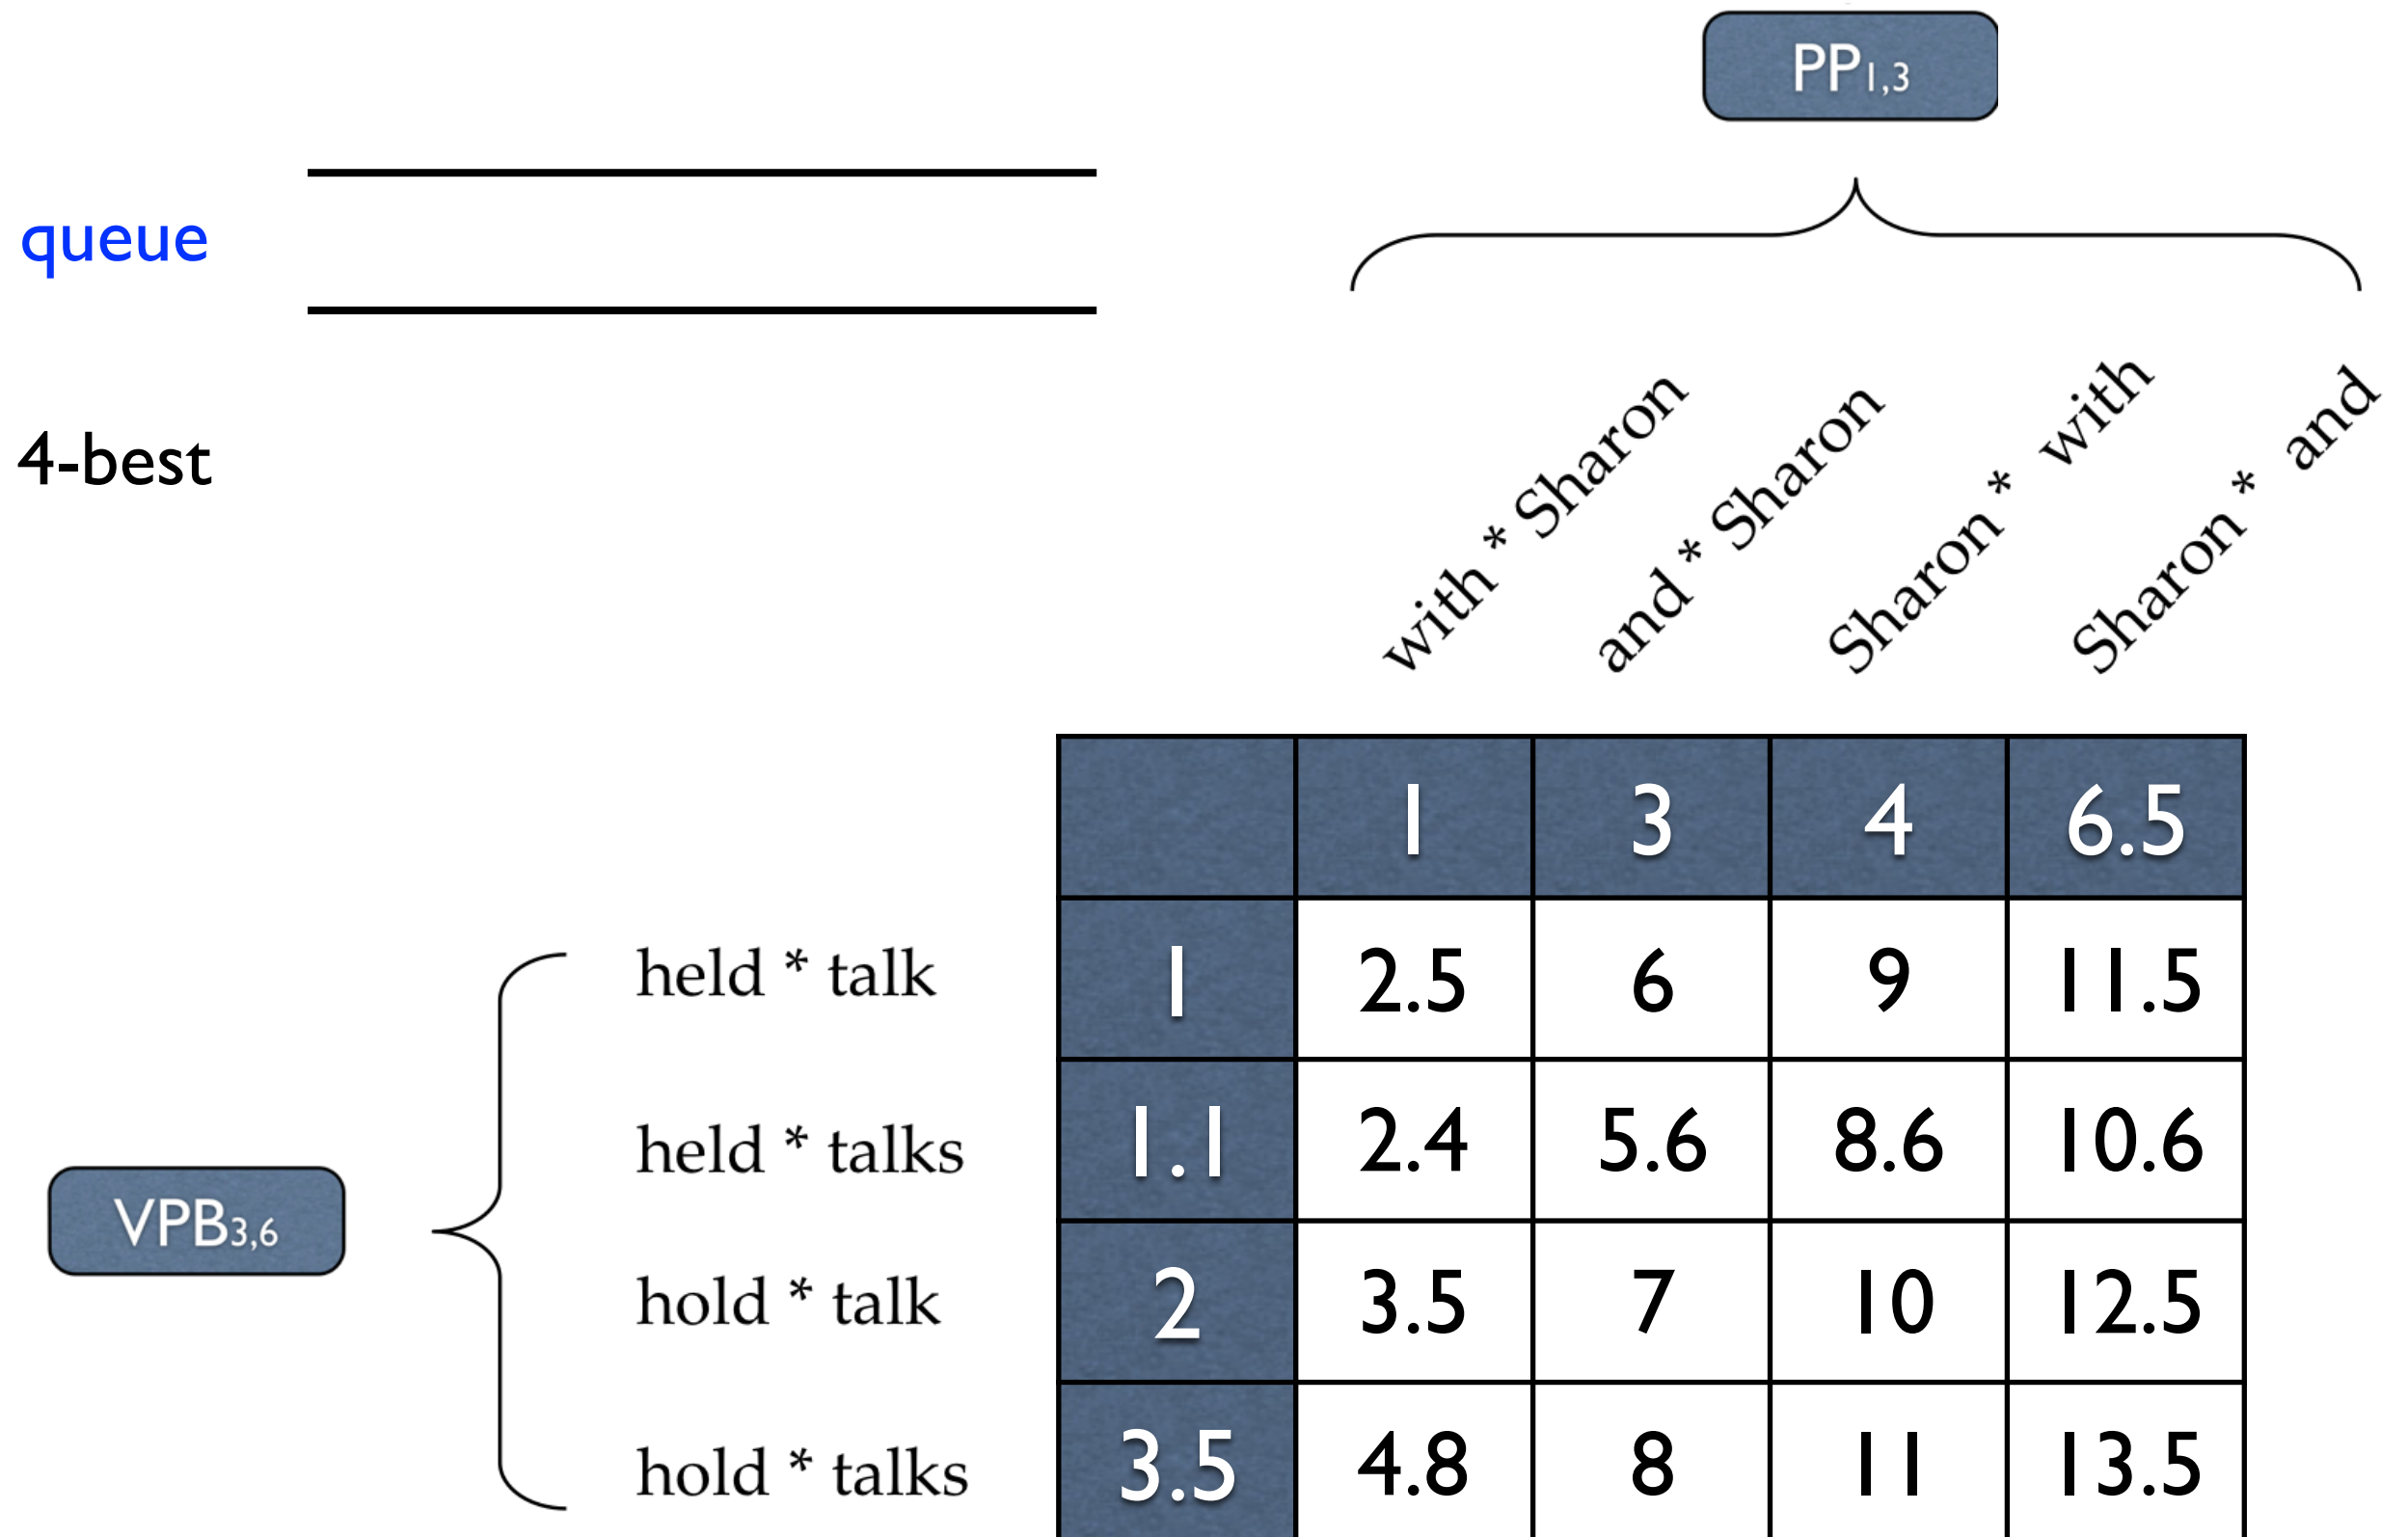 PP1,3
queue
4-best
with * Sharon
and * Sharon
Sharon * with
Sharon * and
1 3 4 6.5
held * talk 1 2.5 6 9 11.5
held * talks 1.1 2.4 5.6 8.6 10.6
VPB3,6
hold * talk 2 3.5 7 10 12.5
hold * talks 3.5 4.8 8 11 13.5